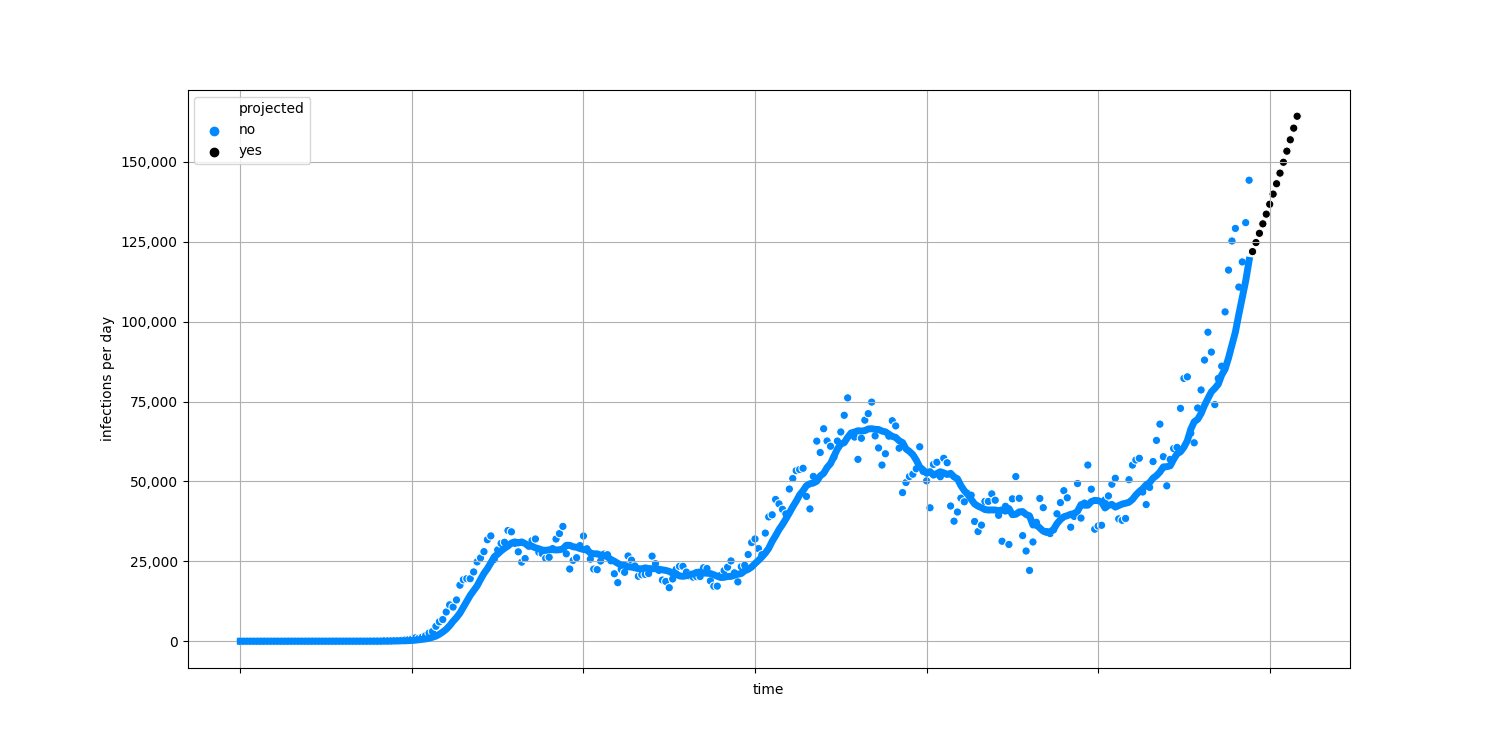 projected
no
yes
150,000
125,000
100,000
75,000
50,000
25,000
0
infections per day
time